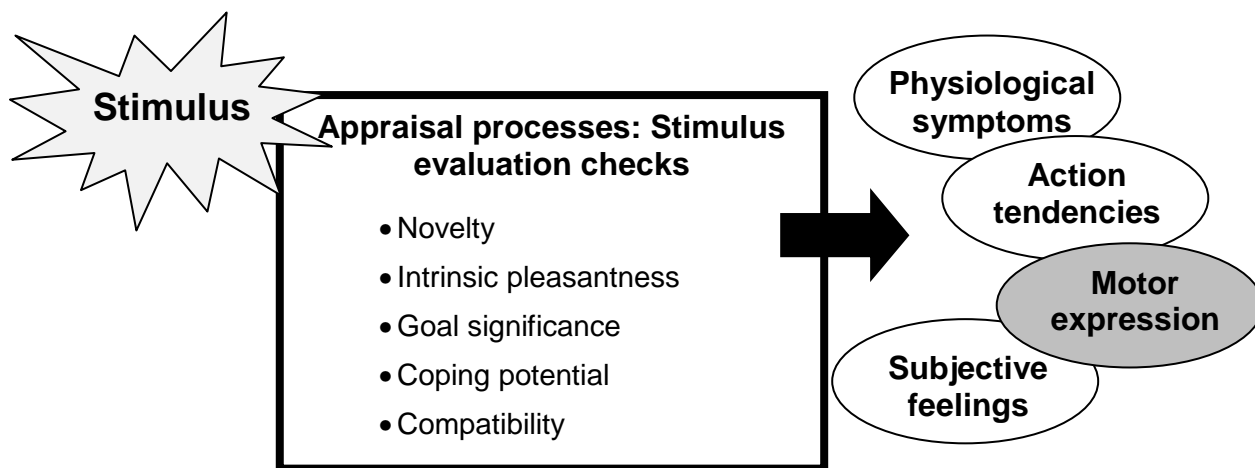 Stimulus
Appraisal processes: Stimulus
evaluation checks
• Novelty
• Intrinsic pleasantness
• Goal significance
• Coping potential
• Compatibility
Physiological
symptoms
Action
tendencies
Motor
expression
Subjective
feelings